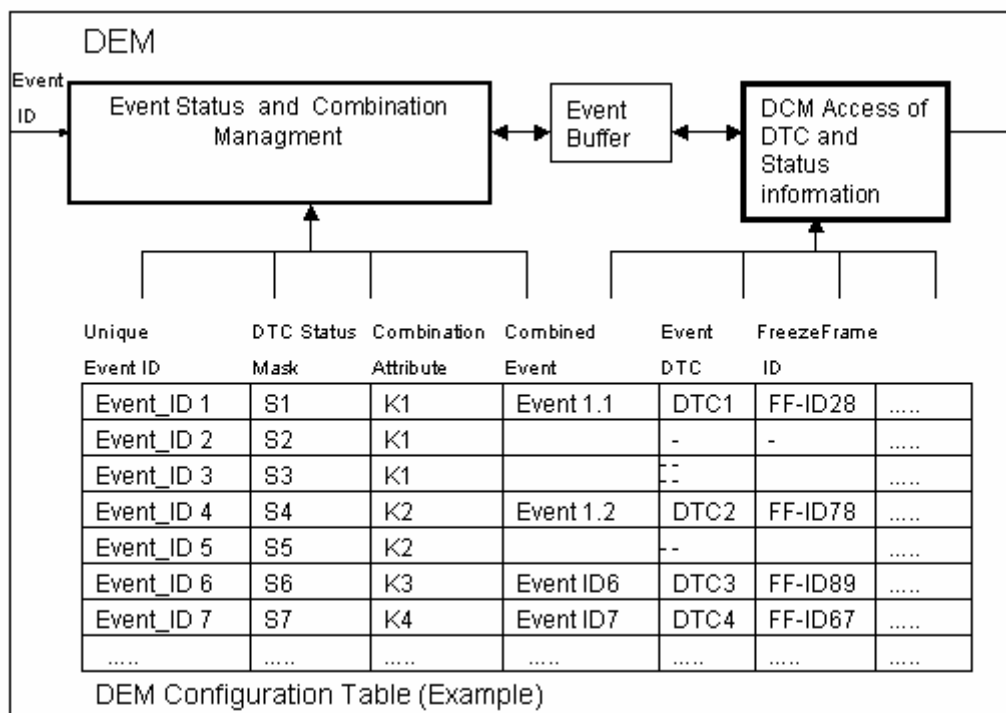 DEM
Event
ID
Event Status and Combination
Managment
Event
Buffer
DCM Access of
DTC and
Status
information
Unique
Event ID
DTC Status
Mask
Combination
Attribute
Combined
Event
Event
DTC
FreezeFrame
ID
Event_ID 1 S1 K1 Event 1.1 DTC1 FF-ID28 .....
Event_ID 2 S2 K1 - - .....
Event_ID 3 S3 K1 -- -- .....
Event_ID 4 S4 K2 Event 1.2 DTC2 FF-ID78 .....
Event_ID 5 S5 K2 -- .....
Event_ID 6 S6 K3 Event ID6 DTC3 FF-ID89 .....
Event_ID 7 S7 K4 Event ID7 DTC4 FF-ID67 .....
..... ..... ..... ..... ..... ..... .....
DEM Configuration Table (Example)